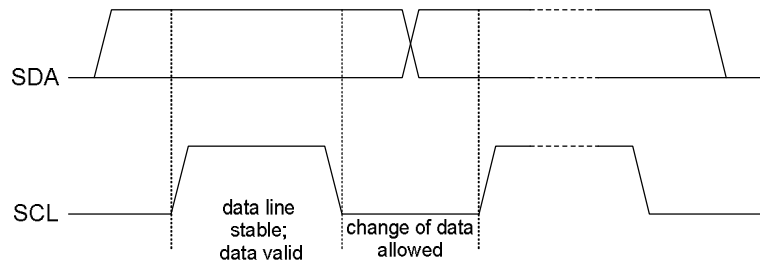 SDA
SCL
data line
stable;
data valid
change of data
allowed